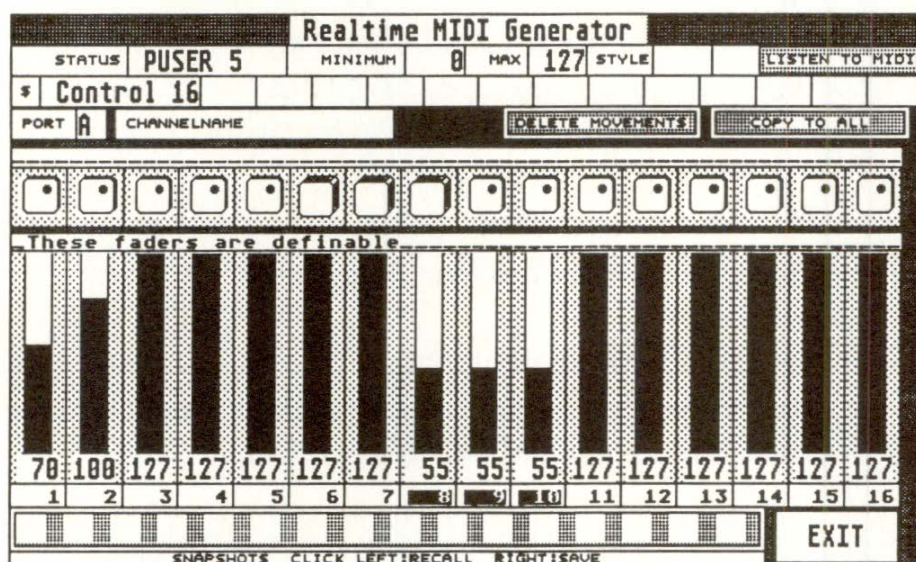 Realtime MIDI Generator
STATUS PUSER 5 MINIMUM 0 MAX 127 STYLE LISTEN TO MIDI
$ Control 16
PORT A CHANNELNAME DELETE MOVEMENTS COPY TO ALL
These faders are definable
70 100 127 127 127 127 127 55 55 55 127 127 127 127 127 127
1 2 3 4 5 6 7 8 9 10 11 12 13 14 15 16
EXIT
SNAPSHOTS CLICK LEFT:RECALL RIGHT:SAVE